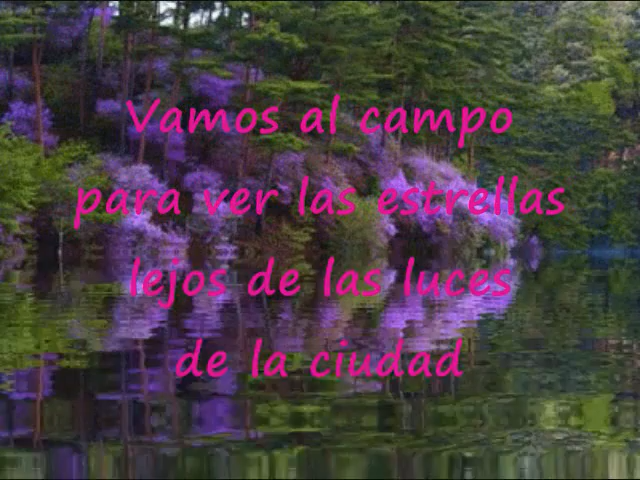 Vamos al campo
para ver las estrellas
lejos de las luces
de la ciudad